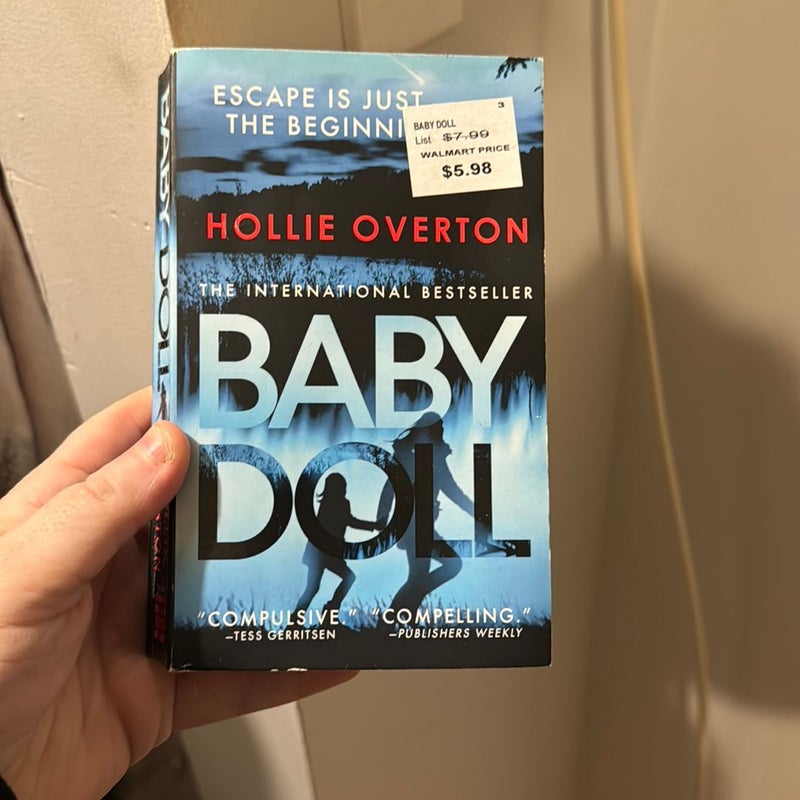 ESCAPE IS JUST
THE BEGINNI
3
BABY DOLL
List $7.99
WALMART PRICE
$5.98
HOLLIE OVERTON
THE INTERNATIONAL BESTSELLER
BABY
DOLL
"COMPULSIVE." "COMPELLING."
—TESS GERRITSEN —PUBLISHERS WEEKLY
BABY DOLL